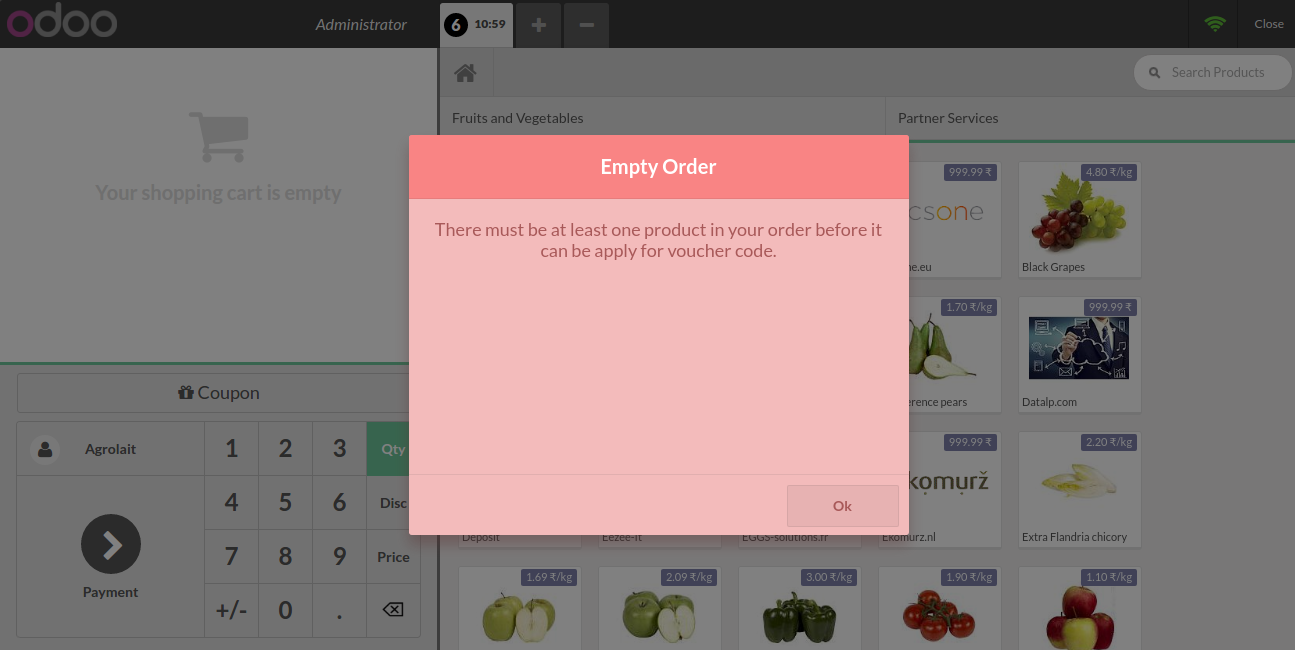 odoo
Administrator
6 10:59
Close
Search Products
Fruits and Vegetables
Partner Services
Your shopping cart is empty
Empty Order
There must be at least one product in your order before it
can be apply for voucher code.
Ok
999.99 ₹
csone
ne.eu
4.80 ₹/kg
Black Grapes
1.70 ₹/kg
erence pears
999.99 ₹
Datalp.com
999.99 ₹
komurž
Ekomurz.nl
2.20 ₹/kg
Extra Flandria chicory
Deposit
Eezee-It
EGGS-solutions.fr
1.69 ₹/kg
2.09 ₹/kg
3.00 ₹/kg
1.90 ₹/kg
1.10 ₹/kg
Coupon
Agrolait
1 2 3 Qty
4 5 6 Disc
7 8 9 Price
+/- 0 .
Payment